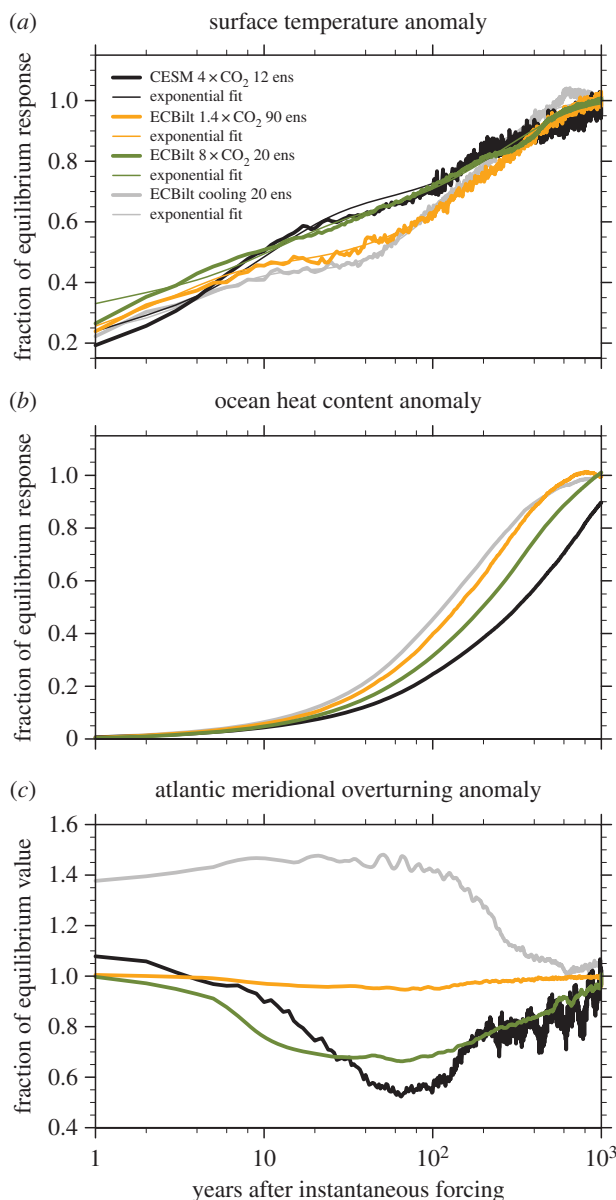 (a) surface temperature anomaly
fraction of equilibrium response
1.0
0.8
0.6
0.4
0.2
CESM 4 × CO₂ 12 ens
exponential fit
ECBilt 1.4 × CO₂ 90 ens
exponential fit
ECBilt 8 × CO₂ 20 ens
exponential fit
ECBilt cooling 20 ens
exponential fit
(b) ocean heat content anomaly
fraction of equilibrium response
1.0
0.8
0.6
0.4
0.2
0
(c) atlantic meridional overturning anomaly
fraction of equilibrium value
1.6
1.4
1.2
1.0
0.8
0.6
0.4
1 10 10² 10³
years after instantaneous forcing